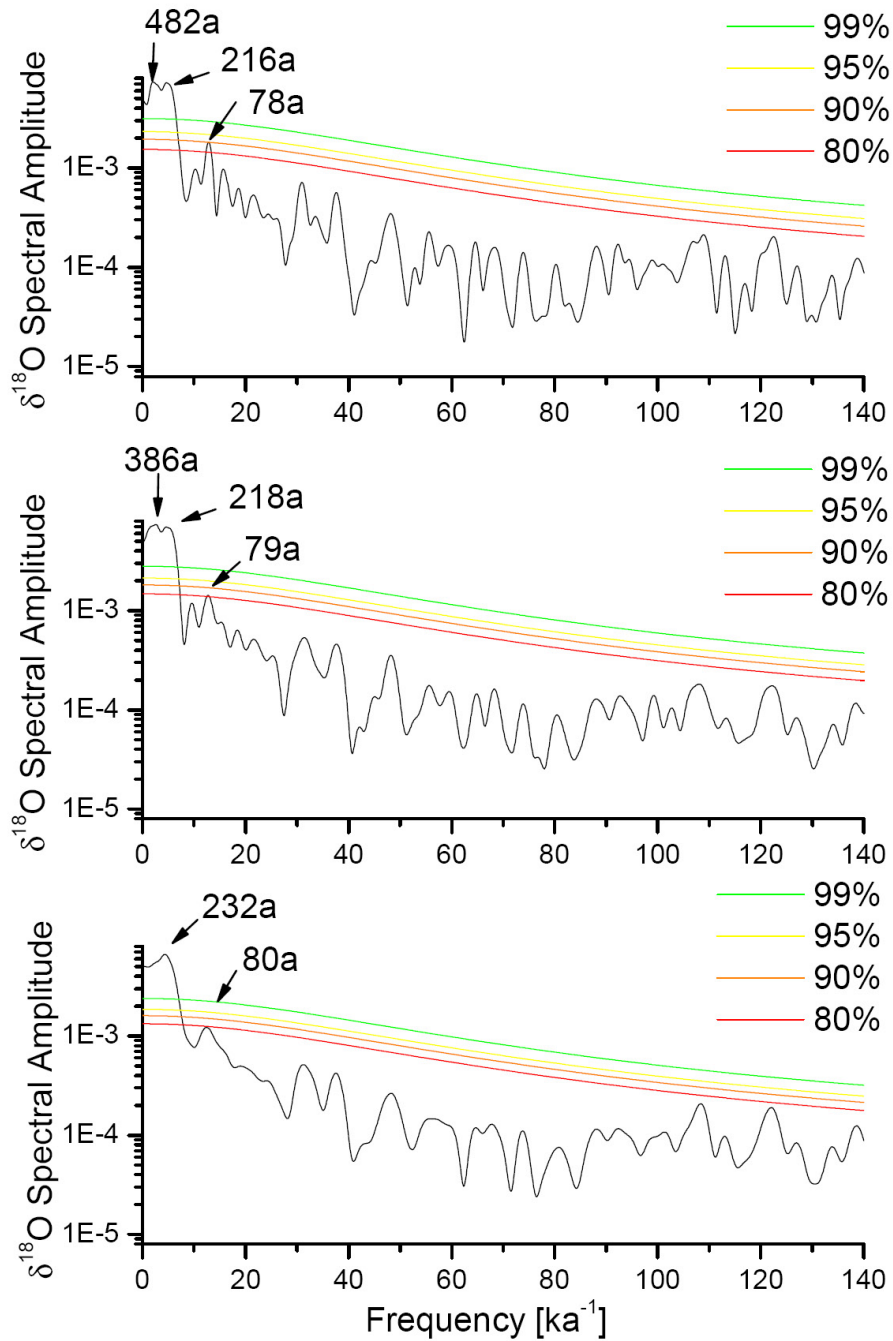 482a
216a
78a
99%
95%
90%
80%
δ¹⁸O Spectral Amplitude
1E-3
1E-4
1E-5
0 20 40 60 80 100 120 140
386a
218a
79a
99%
95%
90%
80%
δ¹⁸O Spectral Amplitude
1E-3
1E-4
1E-5
0 20 40 60 80 100 120 140
232a
80a
99%
95%
90%
80%
δ¹⁸O Spectral Amplitude
1E-3
1E-4
1E-5
0 20 40 60 80 100 120 140
Frequency [ka⁻¹]